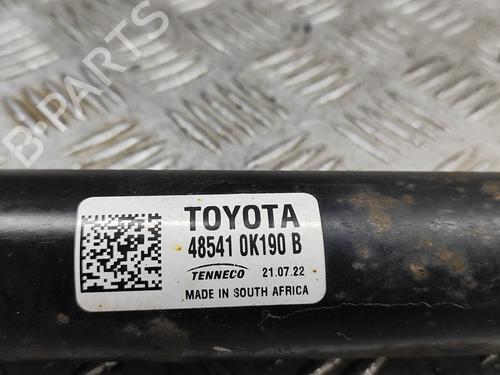 B-PARTS
TOYOTA
48541 0K190 B
TENNECO 21.07.22
MADE IN SOUTH AFRICA